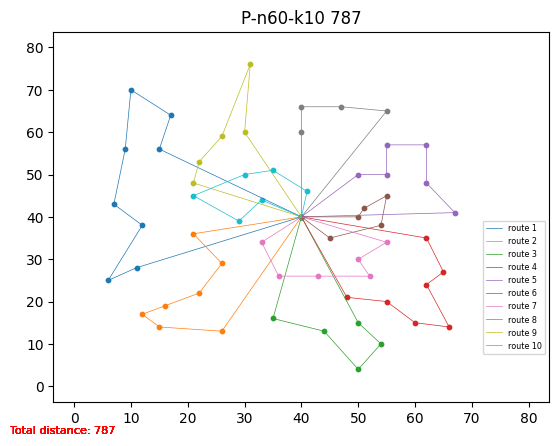 P-n60-k10 787
80
70
60
50
40
30
20
10
0
0 10 20 30 40 50 60 70 80
route 1
route 2
route 3
route 4
route 5
route 6
route 7
route 8
route 9
route 10
Total distance: 787